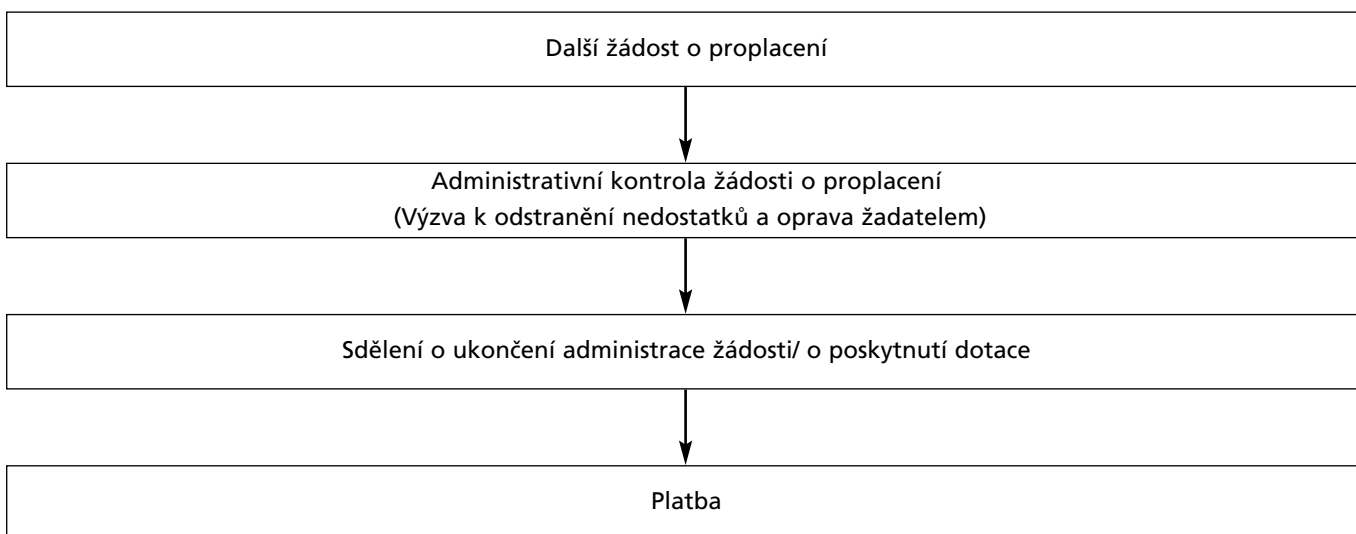 Další žádost o proplacení
Administrativní kontrola žádosti o proplacení
(Výzva k odstranění nedostatků a oprava žadatelem)
Sdělení o ukončení administrace žádosti/ o poskytnutí dotace
Platba